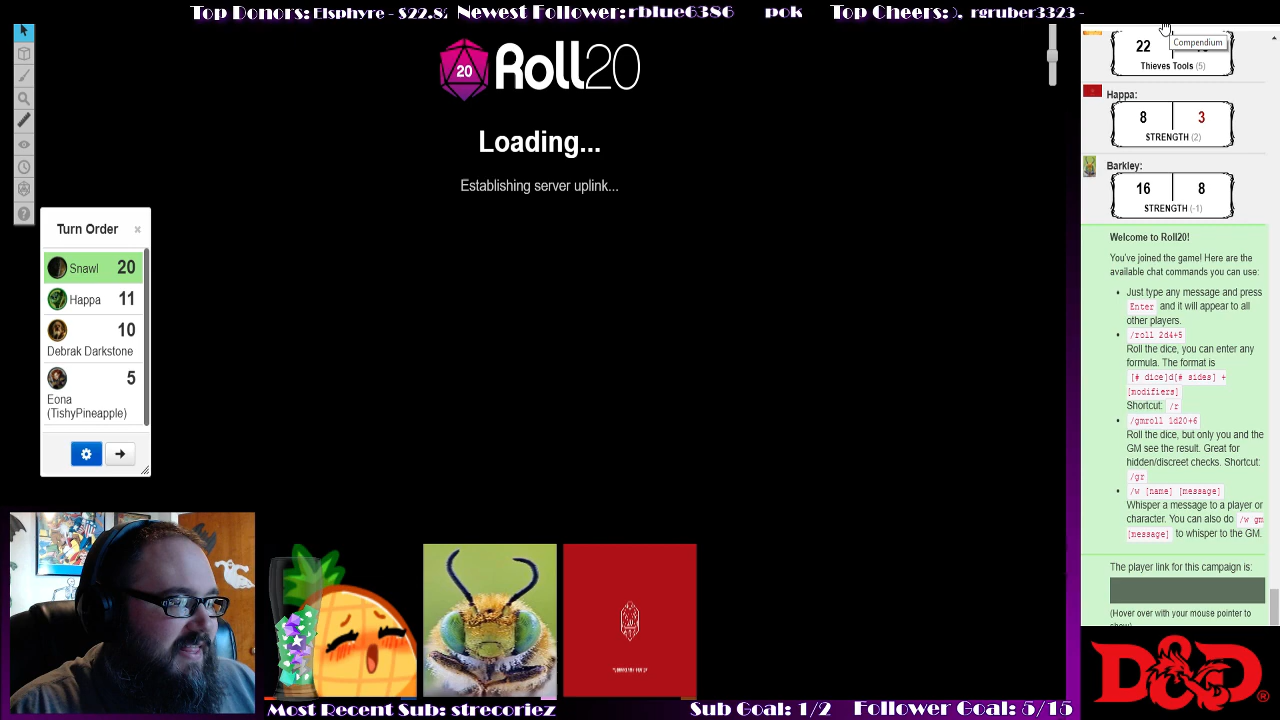 Top Donors: Elsphyre - $22.8
Newest Follower: rblue6386
pok
Top Cheers: ), rgruber3323 -
20
Roll20
Loading...
Establishing server uplink...
Turn Order ×
Snawl 20
Happa 11
10
Debrak Darkstone
5
Eona
(TishyPineapple)
Compendium
22
Thieves Tools (5)
Happa:
8 3
STRENGTH (2)
Barkley:
16 8
STRENGTH (-1)
Welcome to Roll20!
You've joined the game! Here are the
available chat commands you can use:
• Just type any message and press
Enter and it will appear to all
other players.
• /roll 2d4+5
Roll the dice, you can enter any
formula. The format is
[# dice]d[# sides] +
[modifiers]
Shortcut: /r
• /gmroll 1d20+6
Roll the dice, but only you and the
GM see the result. Great for
hidden/discreet checks. Shortcut:
/gr
• /w [name] [message]
Whisper a message to a player or
character. You can also do /w gm
[message] to whisper to the GM.
The player link for this campaign is:
(Hover over with your mouse pointer to
show)
D&D
Most Recent Sub: strecoriez
Sub Goal: 1/2
Follower Goal: 5/15